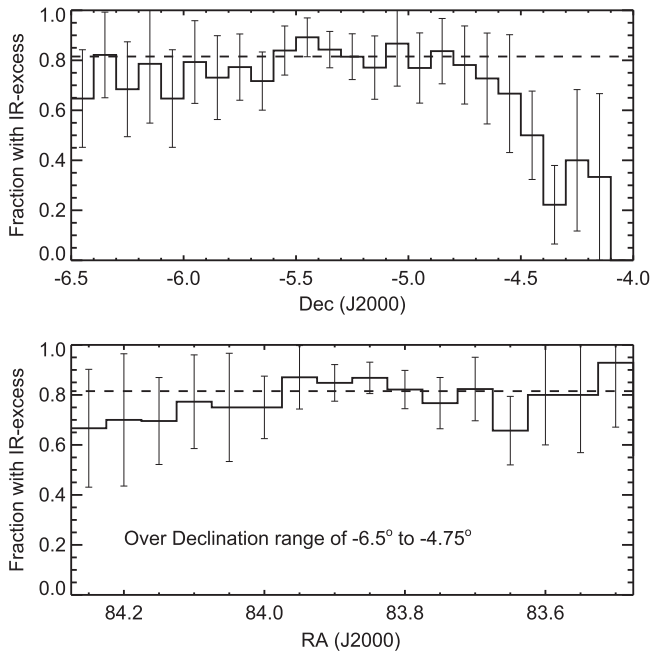 Fraction with IR-excess
1.0
0.8
0.6
0.4
0.2
0.0
-6.5 -6.0 -5.5 -5.0 -4.5 -4.0
Dec (J2000)
Fraction with IR-excess
1.0
0.8
0.6
0.4
0.2
0.0
Over Declination range of -6.5° to -4.75°
84.2 84.0 83.8 83.6
RA (J2000)